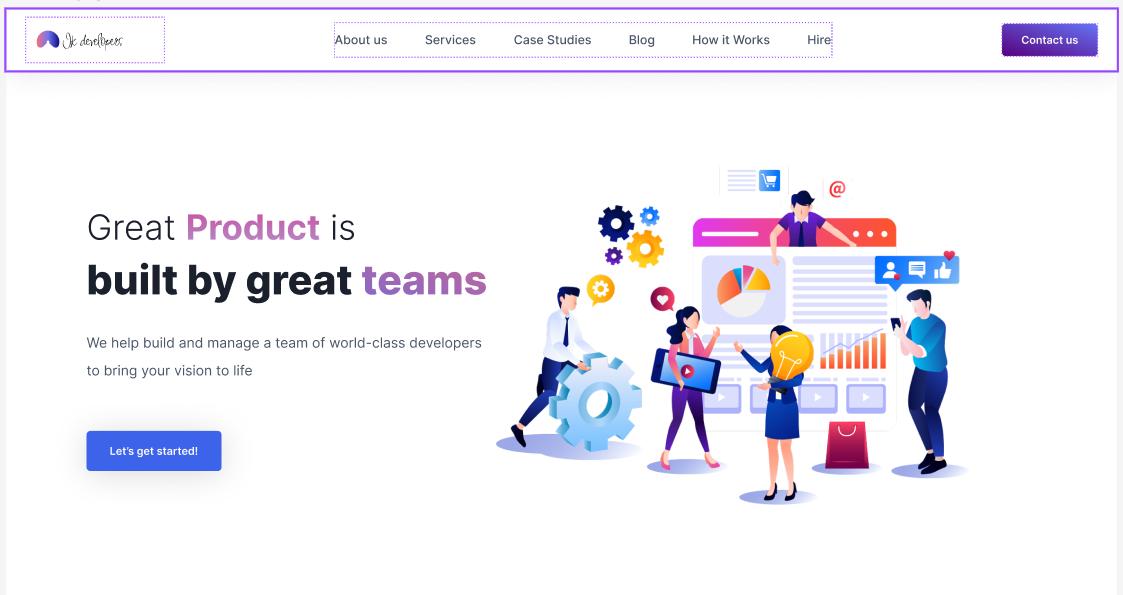 developers
About us
Services
Case Studies
Blog
How it Works
Hire
Contact us
@
Great Product is
built by great teams
We help build and manage a team of world-class developers
to bring your vision to life
Let's get started!